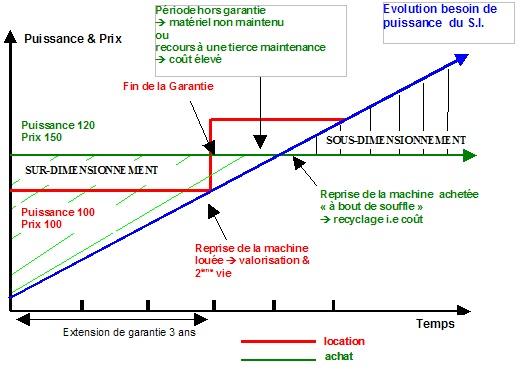 Période hors garantie
→ matériel non maintenu
ou
recours à une tierce maintenance
→ coût élevé
Evolution besoin de
puissance du S.I.
Puissance & Prix
Fin de la Garantie
Puissance 120
Prix 150
SOUS-DIMENSIONNEMENT
SUR-DIMENSIONNEMENT
Puissance 100
Prix 100
Reprise de la machine achetée
« à bout de souffle »
→ recyclage i.e coût
Reprise de la machine
louée → valorisation &
2ème vie
Temps
Extension de garantie 3 ans
location
achat